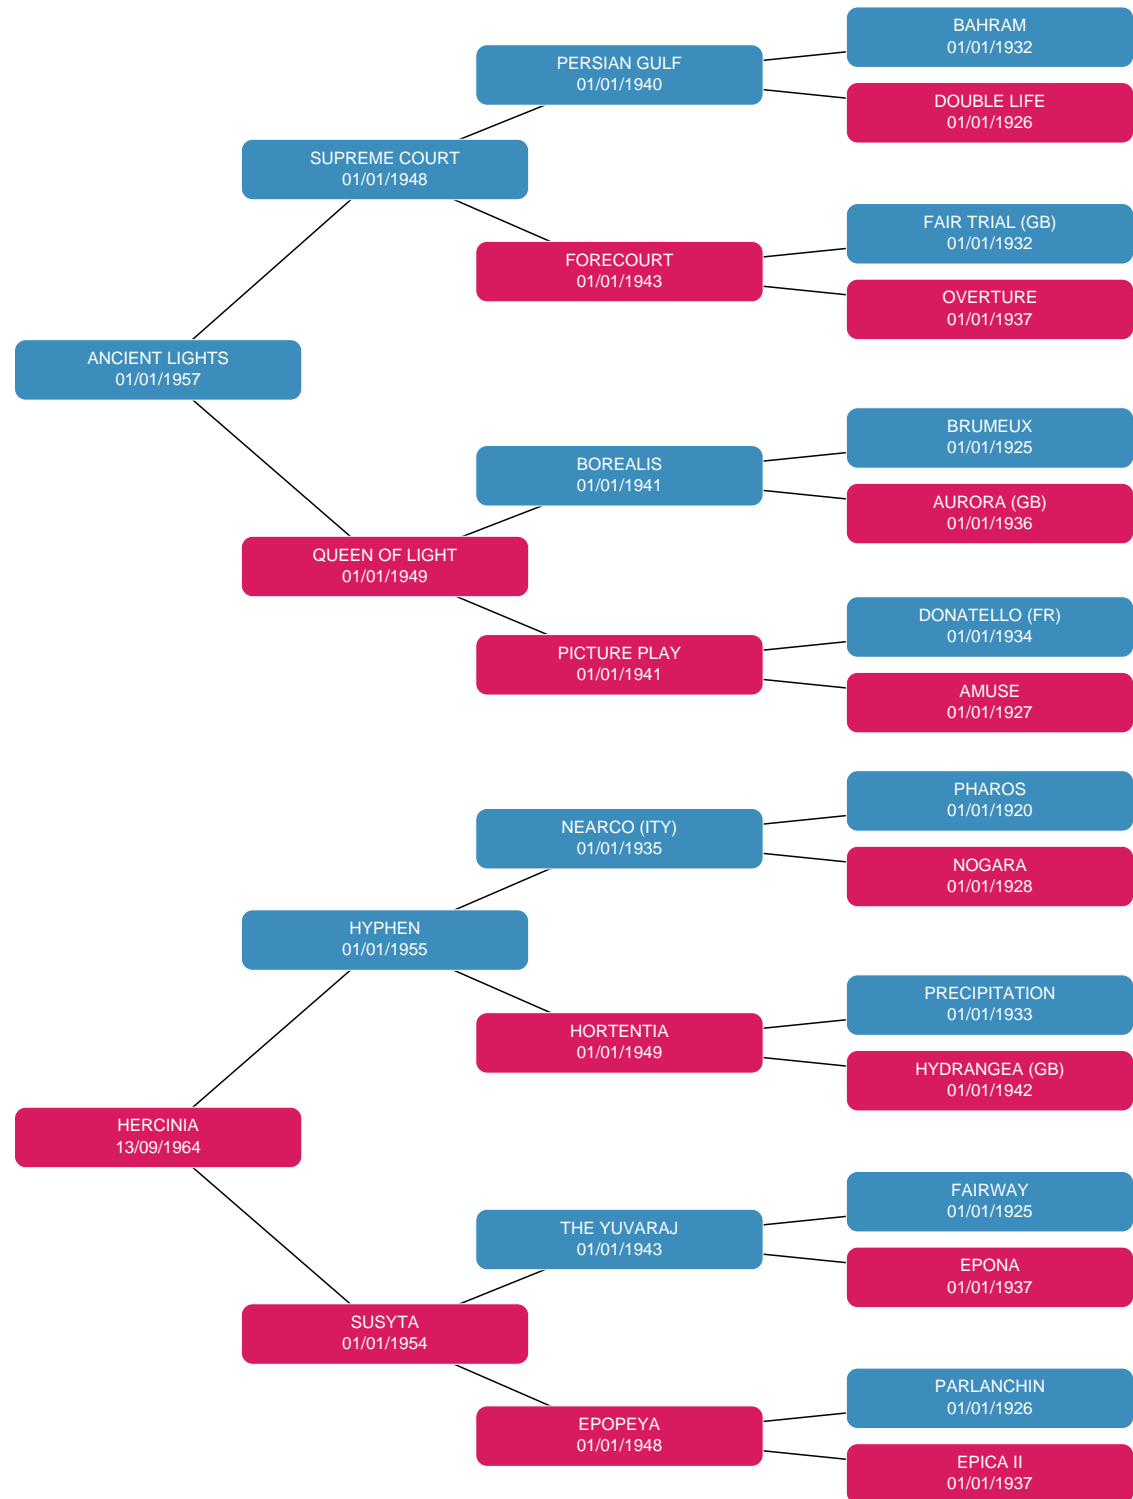 BAHRAM
01/01/1932
PERSIAN GULF
01/01/1940
DOUBLE LIFE
01/01/1926
SUPREME COURT
01/01/1948
FAIR TRIAL (GB)
01/01/1932
FORECOURT
01/01/1943
OVERTURE
01/01/1937
ANCIENT LIGHTS
01/01/1957
BRUMEUX
01/01/1925
BOREALIS
01/01/1941
AURORA (GB)
01/01/1936
QUEEN OF LIGHT
01/01/1949
DONATELLO (FR)
01/01/1934
PICTURE PLAY
01/01/1941
AMUSE
01/01/1927
PHAROS
01/01/1920
NEARCO (ITY)
01/01/1935
NOGARA
01/01/1928
HYPHEN
01/01/1955
PRECIPITATION
01/01/1933
HORTENTIA
01/01/1949
HYDRANGEA (GB)
01/01/1942
HERCINIA
13/09/1964
FAIRWAY
01/01/1925
THE YUVARAJ
01/01/1943
EPONA
01/01/1937
SUSYTA
01/01/1954
PARLANCHIN
01/01/1926
EPOPEYA
01/01/1948
EPICA II
01/01/1937